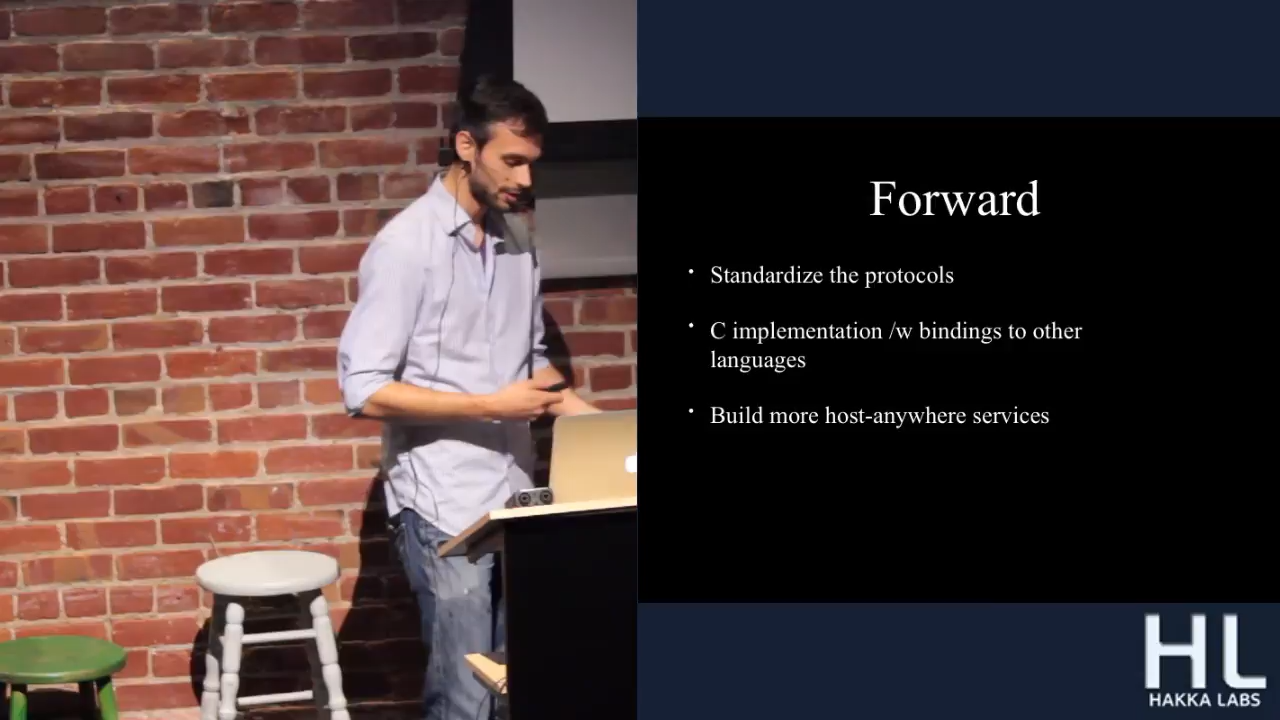 Forward
• Standardize the protocols
• C implementation /w bindings to other
languages
• Build more host-anywhere services
HL
HAKKA LABS